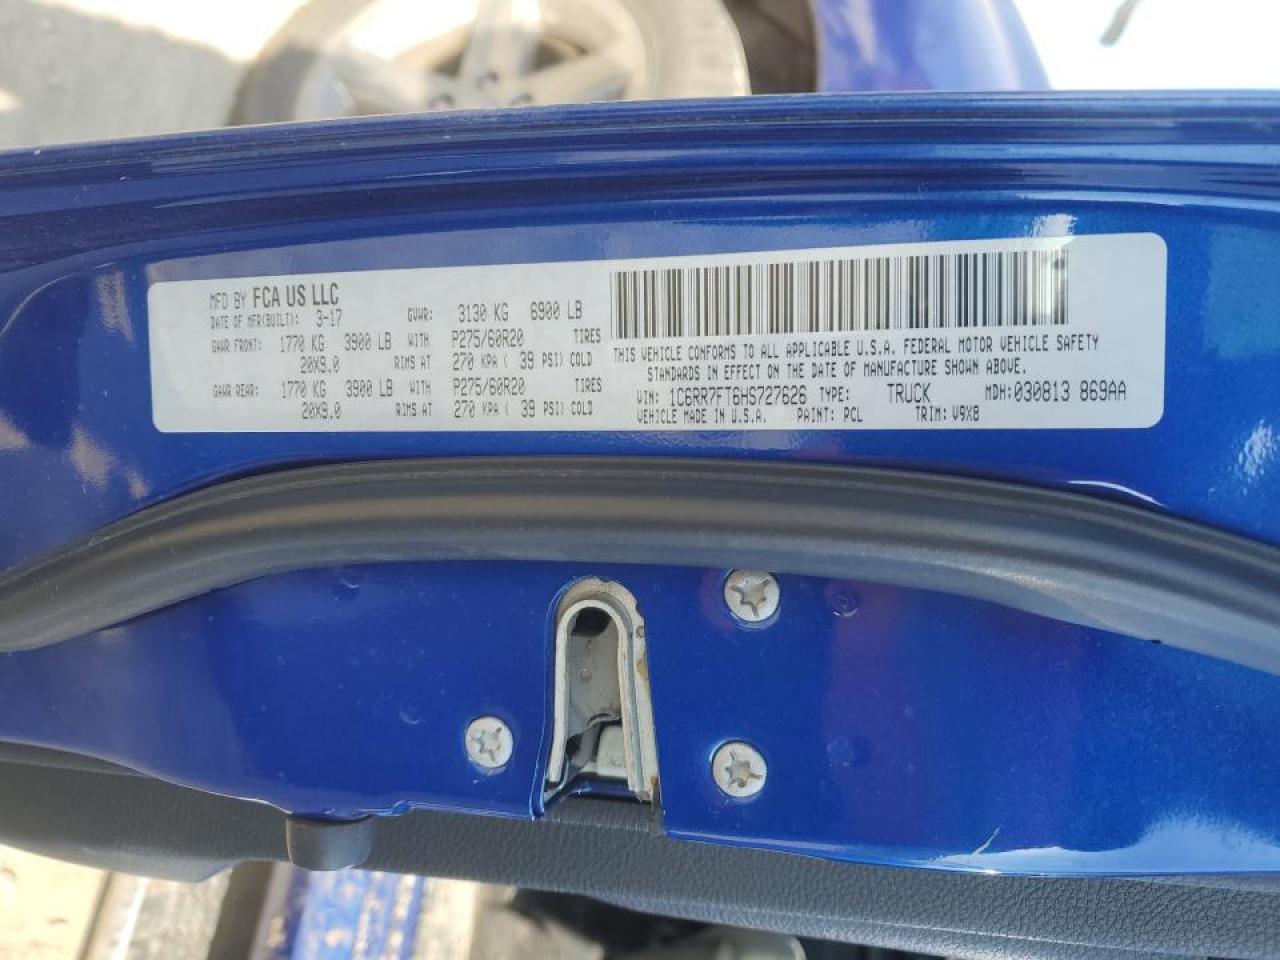 MFD BY FCA US LLC
DATE OF MFR(BUILT): 3-17 GVWR: 3130 KG 6900 LB
GAWR FRONT: 1770 KG 3900 LB WITH P275/60R20 TIRES
20X9.0 RIMS AT 270 KPA ( 39 PSI) COLD
GAWR REAR: 1770 KG 3900 LB WITH P275/60R20 TIRES
20X9.0 RIMS AT 270 KPA ( 39 PSI) COLD
THIS VEHICLE CONFORMS TO ALL APPLICABLE U.S.A. FEDERAL MOTOR VEHICLE SAFETY
STANDARDS IN EFFECT ON THE DATE OF MANUFACTURE SHOWN ABOVE.
VIN: 1C6RR7FT6HS727626 TYPE: TRUCK MDH: 030813 869AA
VEHICLE MADE IN U.S.A. PAINT: PCL TRIM: V9X8